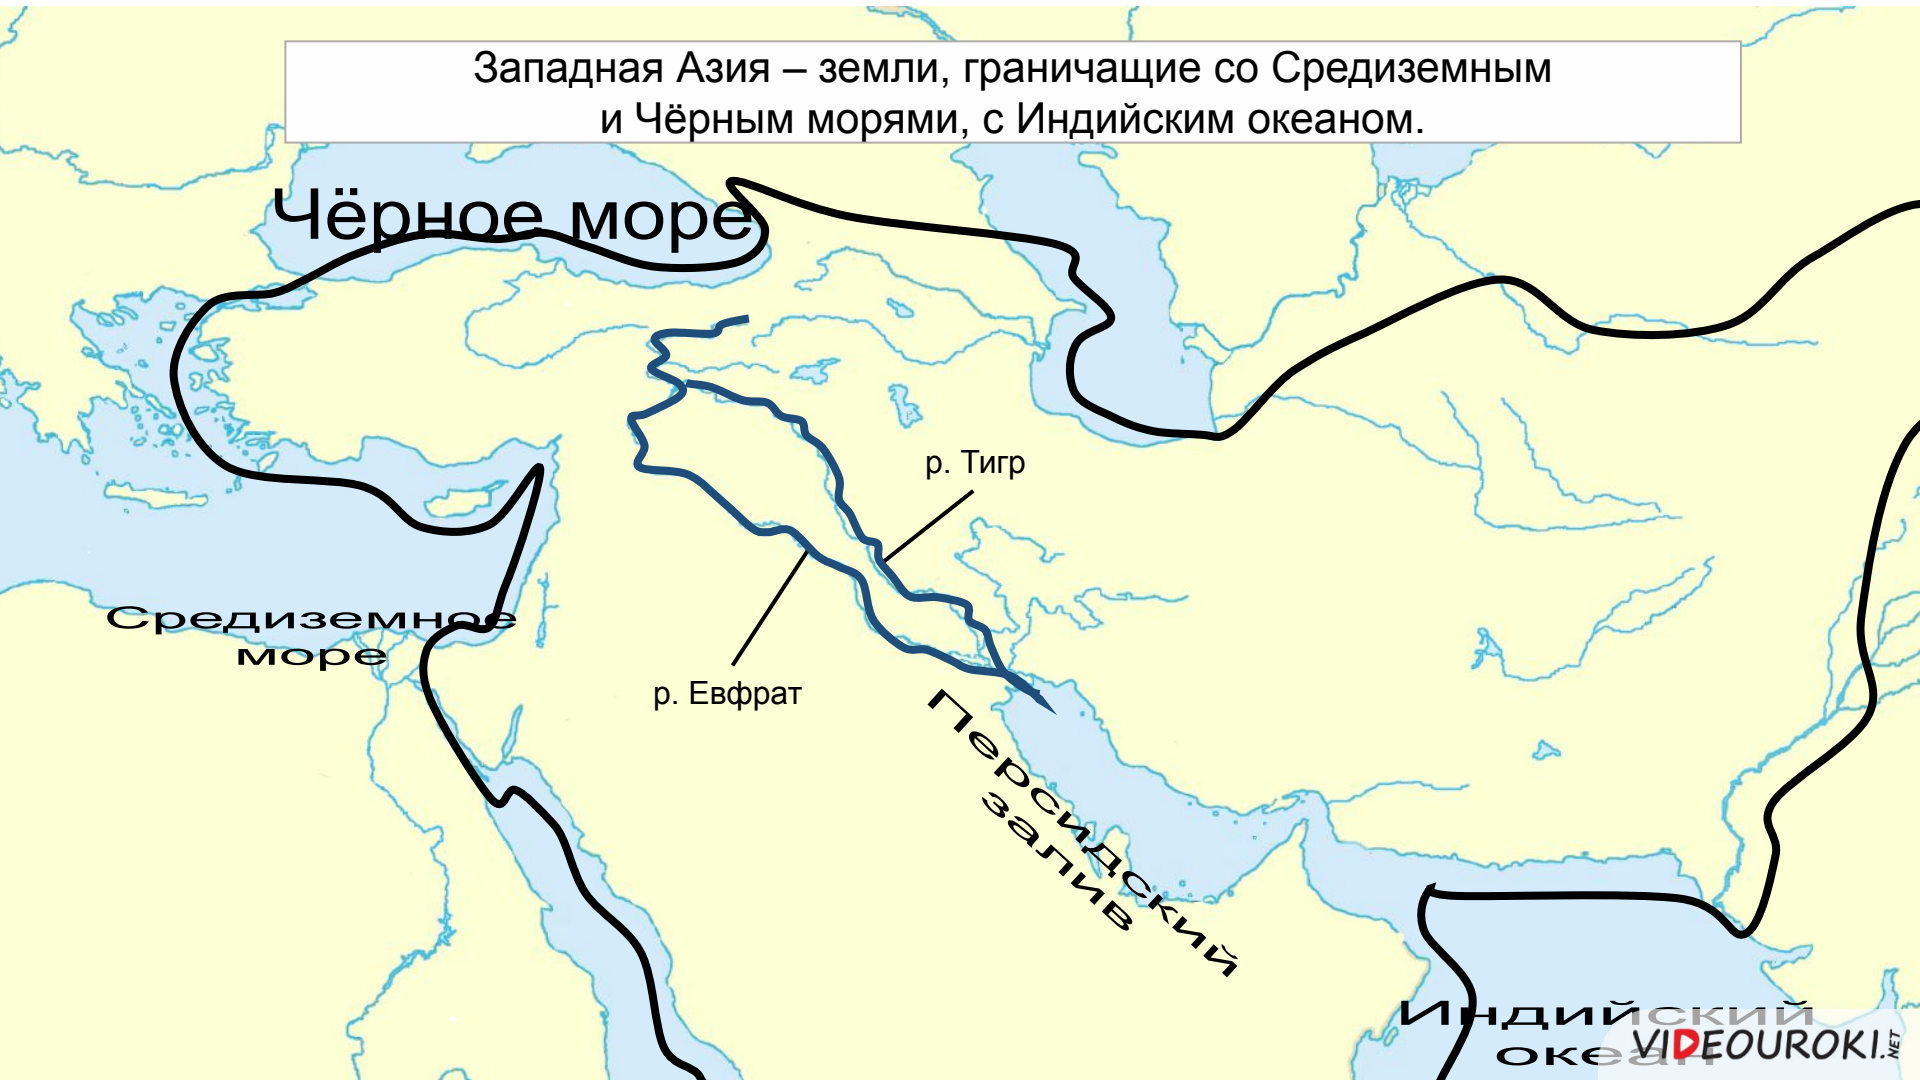 Западная Азия – земли, граничащие со Средиземным
и Чёрным морями, с Индийским океаном.
Чёрное море
р. Тигр
Средиземное
море
р. Евфрат
Персидский
залив
Индийский
океан
VIDEOUROKI.NET